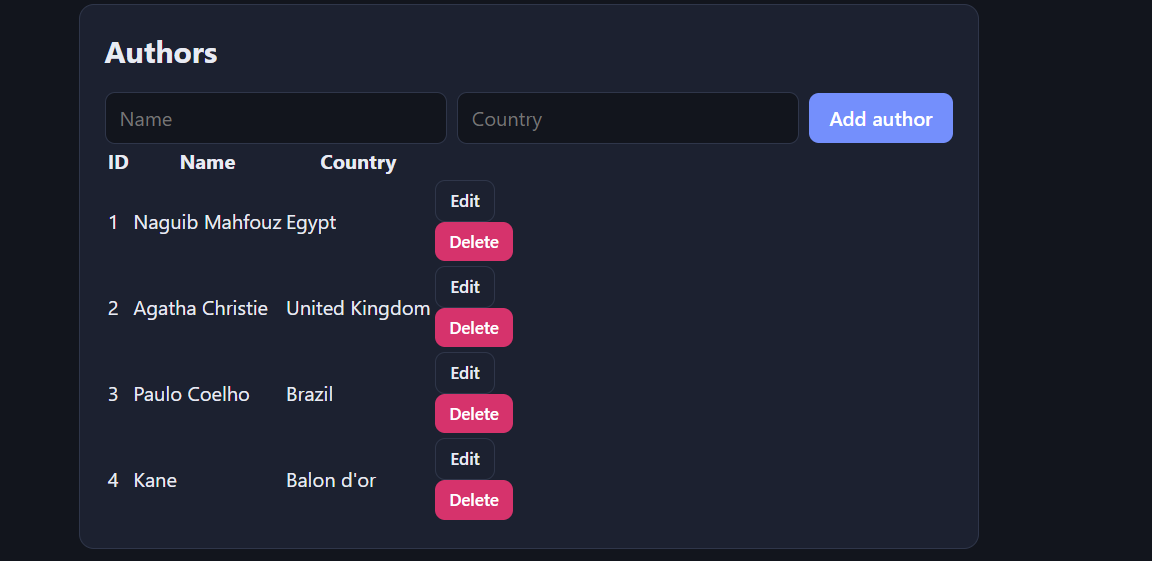 Authors
Name Country Add author
ID Name Country
1 Naguib Mahfouz Egypt Edit
Delete
2 Agatha Christie United Kingdom Edit
Delete
3 Paulo Coelho Brazil Edit
Delete
4 Kane Balon d'or Edit
Delete